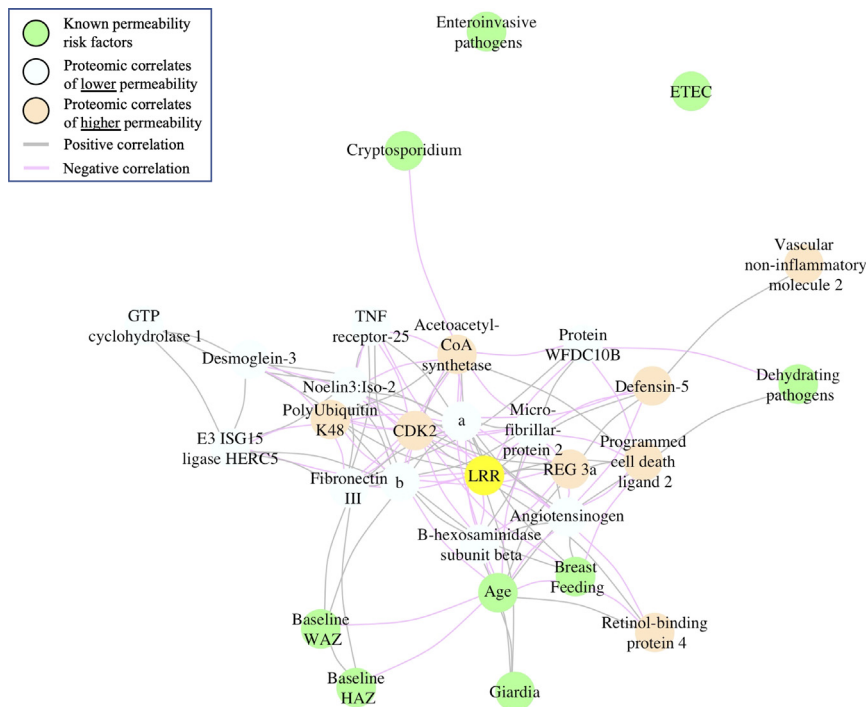 Known permeability
risk factors
Proteomic correlates
of lower permeability
Proteomic correlates
of higher permeability
Positive correlation
Negative correlation
Enteroinvasive
pathogens
ETEC
Cryptosporidium
Vascular
non-inflammatory
molecule 2
GTP
cyclohydrolase 1
TNF
receptor-25
Acetoacetyl-
CoA
synthetase
Protein
WFDC10B
Desmoglein-3
Noelin3:Iso-2
Defensin-5
Dehydrating
pathogens
PolyUbiquitin
K48
CDK2
a
Micro-
fibrillar-
protein 2
E3 ISG15
ligase HERC5
Programmed
cell death
ligand 2
REG 3a
LRR
Fibronectin
III
b
Angiotensinogen
B-hexosaminidase
subunit beta
Breast
Feeding
Age
Baseline
WAZ
Retinol-binding
protein 4
Baseline
HAZ
Giardia